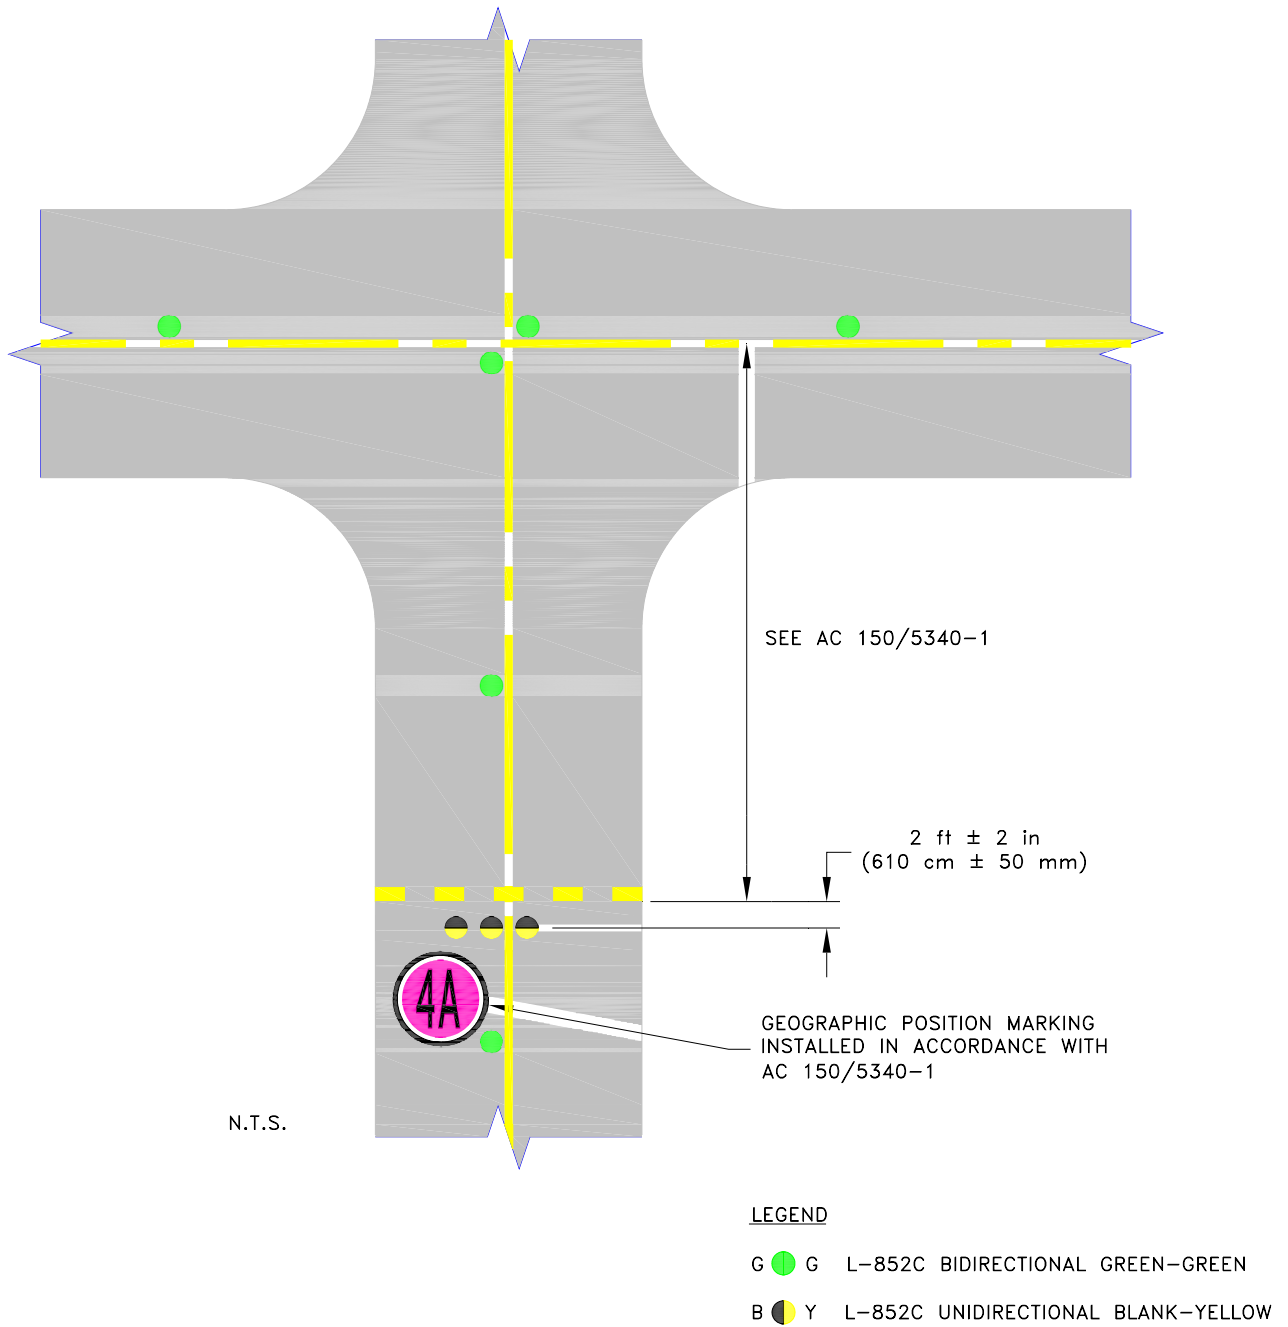 SEE AC 150/5340-1
2 ft ± 2 in
(610 cm ± 50 mm)
4A
GEOGRAPHIC POSITION MARKING
INSTALLED IN ACCORDANCE WITH
AC 150/5340-1
N.T.S.
LEGEND
G G L-852C BIDIRECTIONAL GREEN-GREEN
B Y L-852C UNIDIRECTIONAL BLANK-YELLOW